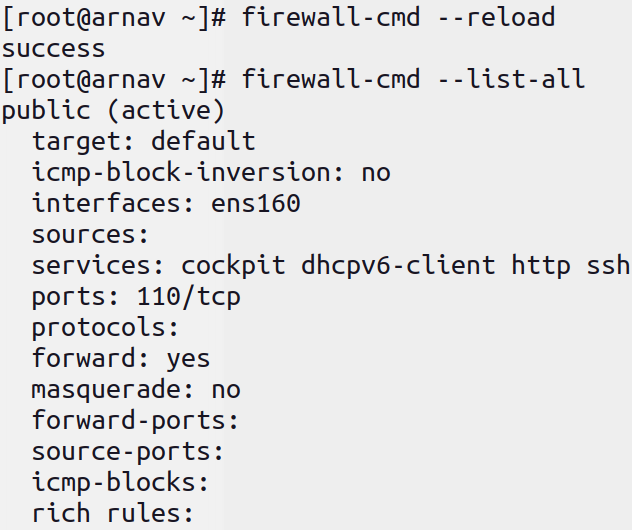 [root@arnav ~]# firewall-cmd --reload
success
[root@arnav ~]# firewall-cmd --list-all
public (active)
  target: default
  icmp-block-inversion: no
  interfaces: ens160
  sources:
  services: cockpit dhcpv6-client http ssh
  ports: 110/tcp
  protocols:
  forward: yes
  masquerade: no
  forward-ports:
  source-ports:
  icmp-blocks:
  rich rules: